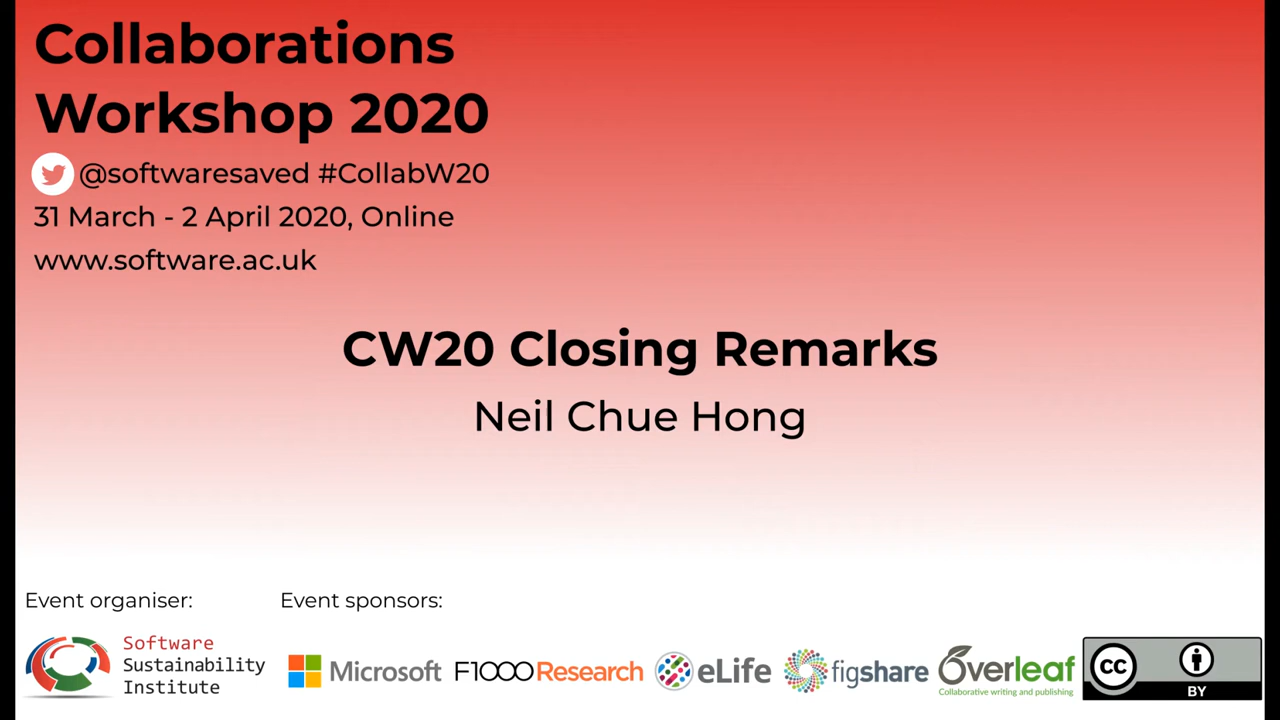 Collaborations
Workshop 2020
@softwaresaved #CollabW20
31 March - 2 April 2020, Online
www.software.ac.uk
CW20 Closing Remarks
Neil Chue Hong
Event organiser:
Event sponsors:
Software
Sustainability
Institute
Microsoft
F1000Research
eLife
figshare
Overleaf
Collaborative writing and publishing
CC
BY